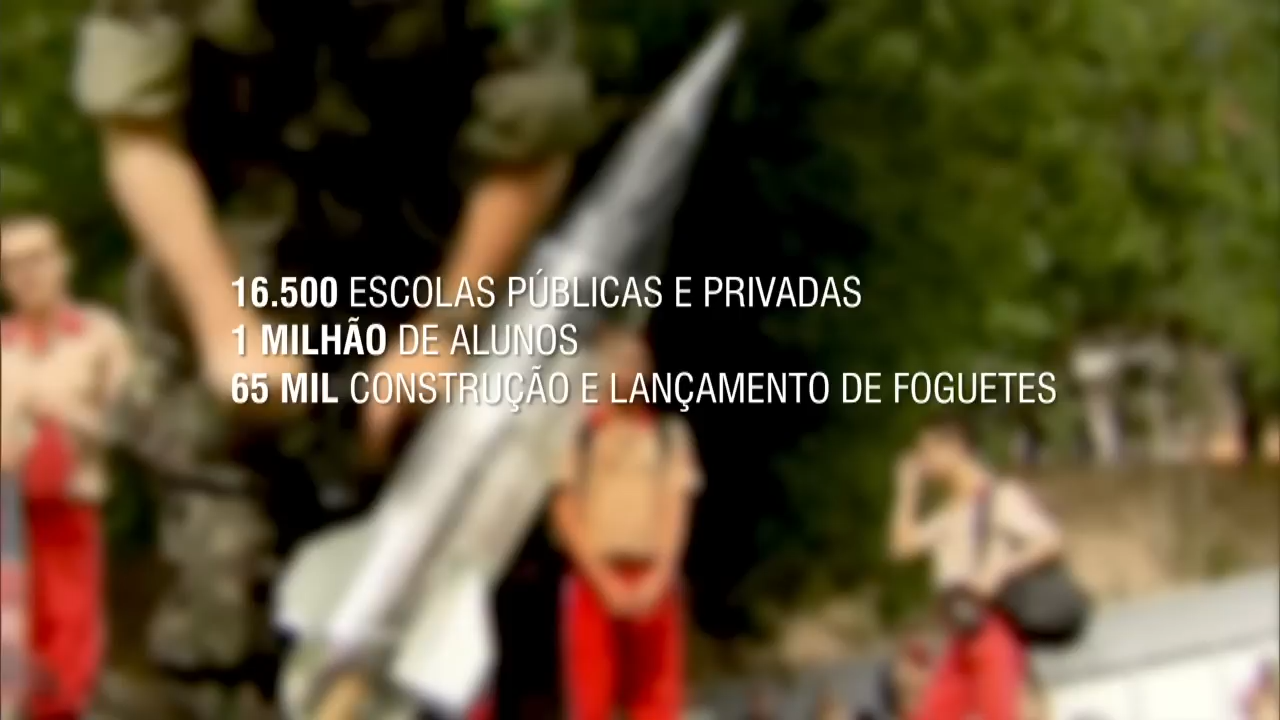 16.500 ESCOLAS PÚBLICAS E PRIVADAS
1 MILHÃO DE ALUNOS
65 MIL CONSTRUÇÃO E LANÇAMENTO DE FOGUETES